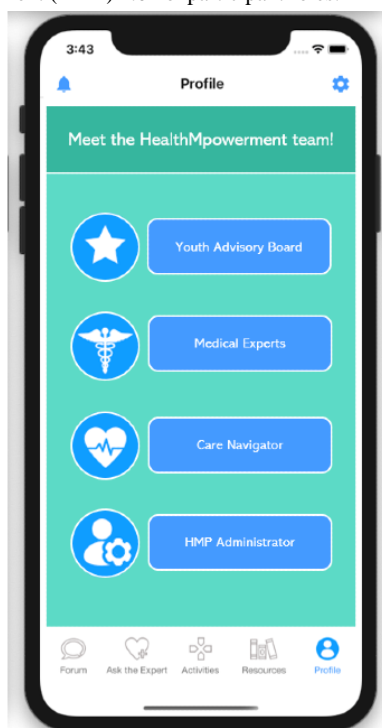 3:43
Profile
Meet the HealthMpowerment team!
Youth Advisory Board
Medical Experts
Care Navigator
HMP Administrator
Forum Ask the Expert Activities Resources Profile